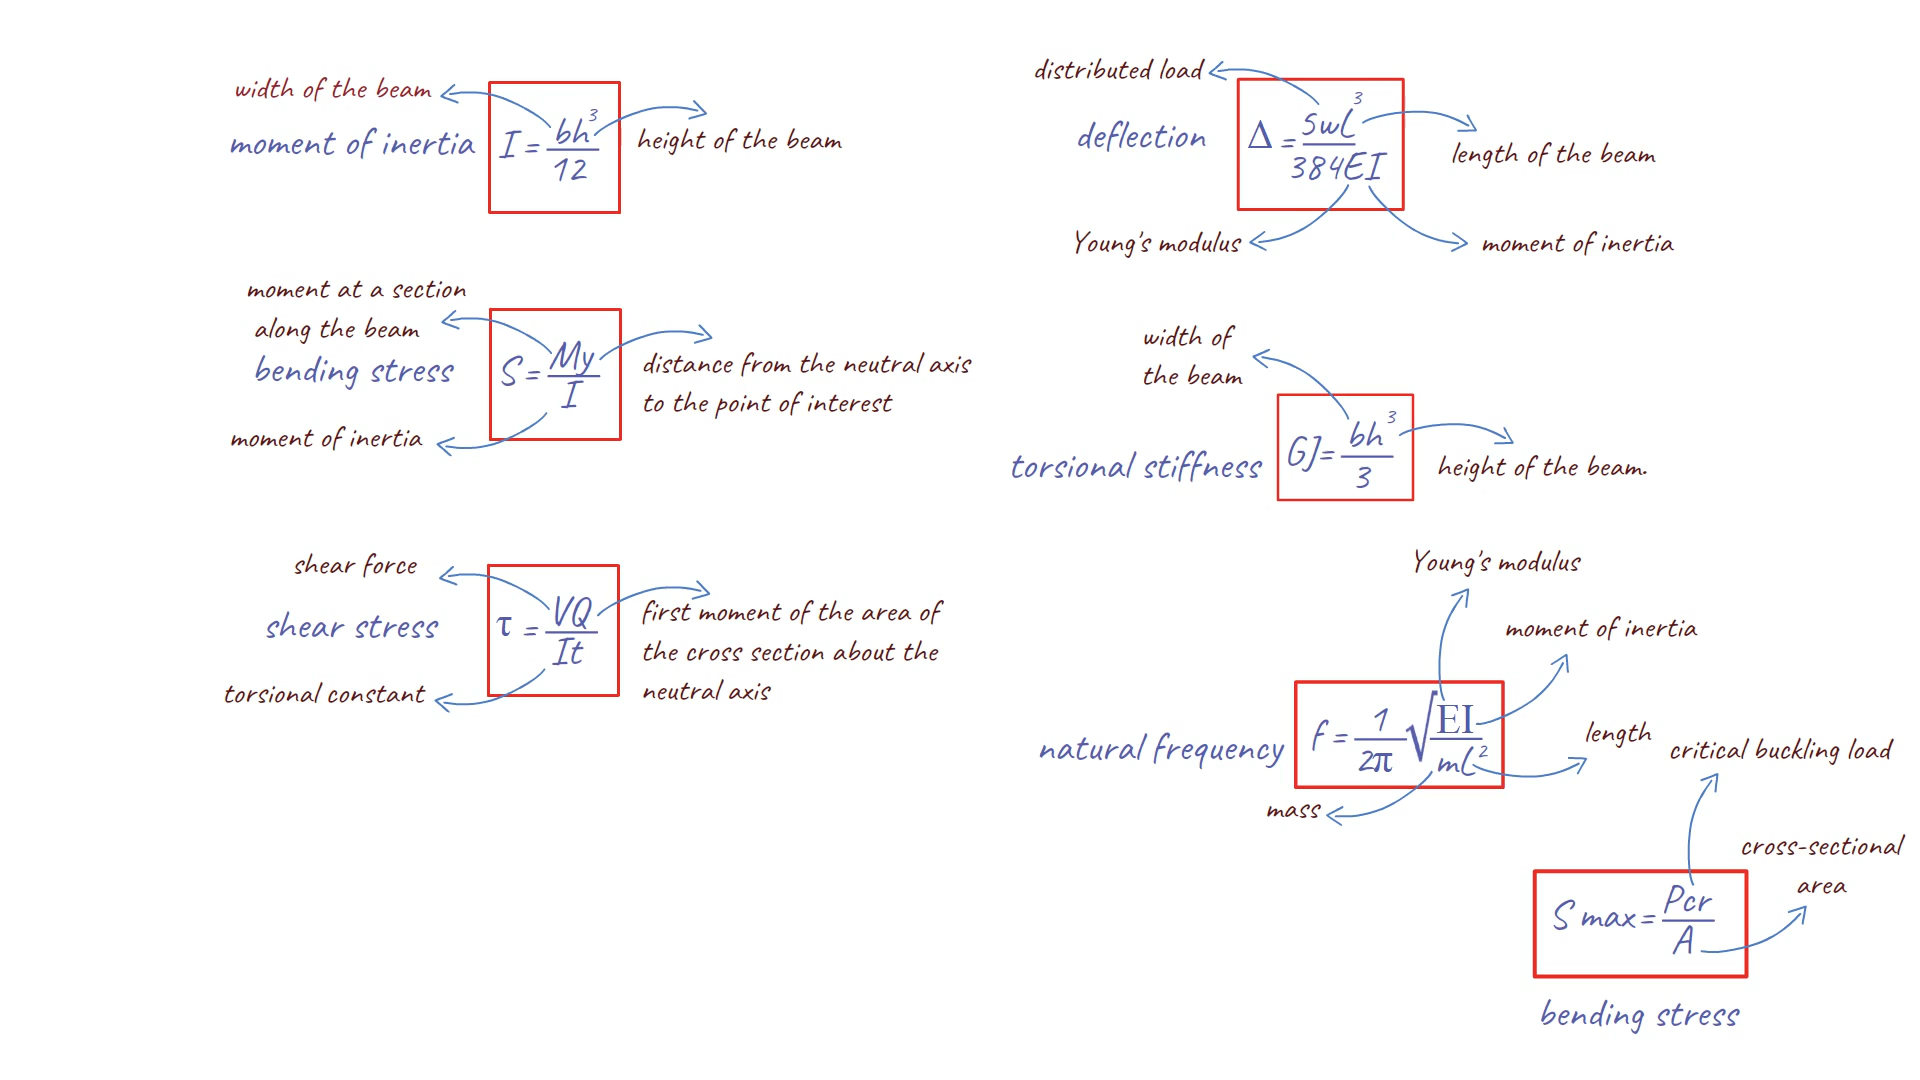 width of the beam
moment of inertia
I = bh³/12
height of the beam
moment at a section
along the beam
bending stress
S = My/I
distance from the neutral axis
to the point of interest
moment of inertia
shear force
shear stress
τ = VQ/It
first moment of the area of
the cross section about the
neutral axis
torsional constant
distributed load
deflection
Δ = 5wL³/384EI
length of the beam
Young's modulus
moment of inertia
width of
the beam
torsional stiffness
GJ= bh³/3
height of the beam.
Young's modulus
moment of inertia
natural frequency
f = 1/2π √EI/mL²
length
mass
critical buckling load
cross-sectional
area
S max = Pcr/A
bending stress